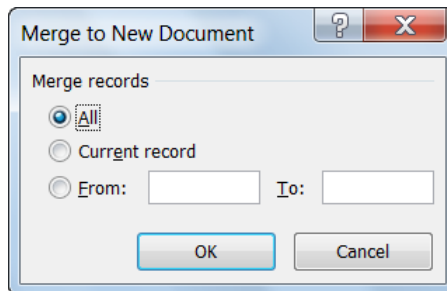 Merge to New Document
Merge records
All
Current record
From: To:
OK Cancel